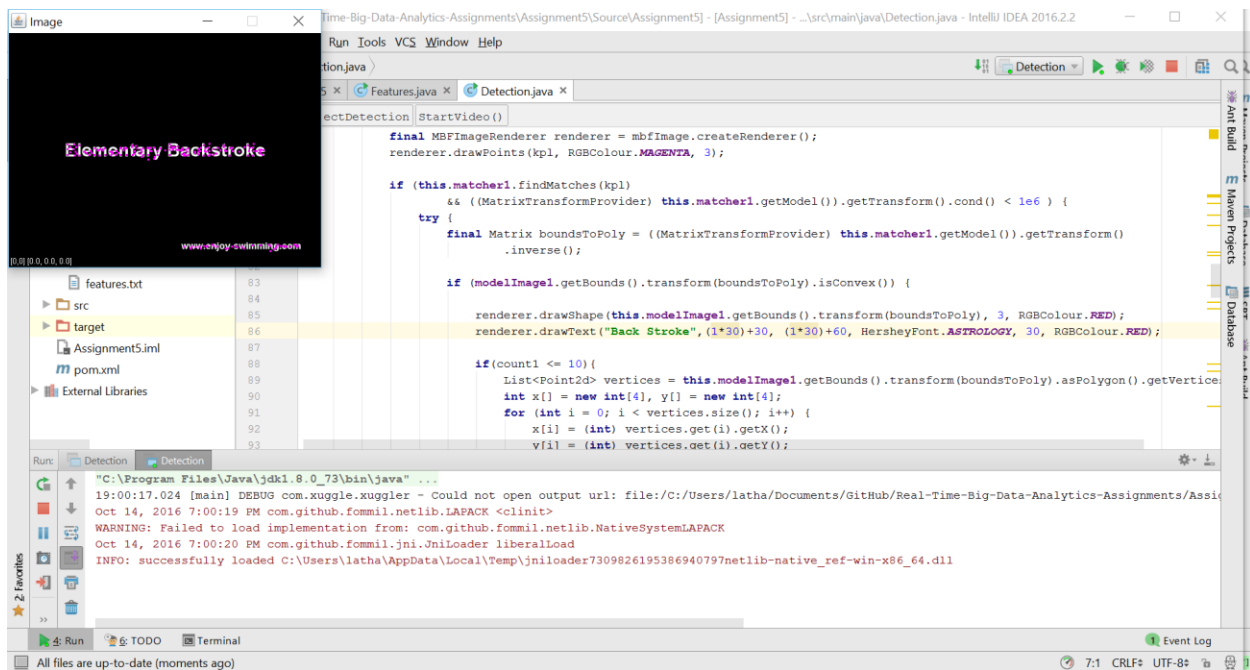 Image
Time-Big-Data-Analytics-Assignments\Assignment5\Source\Assignment5] - [Assignment5] - ...\src\main\java\Detection.java - IntelliJ IDEA 2016.2.2
Run Tools VCS Window Help
tion.java
Detection
5 × Features.java × Detection.java ×
ectDetection StartVideo()
Elementary Backstroke
www.enjoy-swimming.com
[0,0] [0.0, 0.0, 0.0]
final MBFImageRenderer renderer = mbfImage.createRenderer();
renderer.drawPoints(kpl, RGBColour.MAGENTA, 3);
if (this.matcher1.findMatches(kpl)
&& ((MatrixTransformProvider) this.matcher1.getModel()).getTransform().cond() < 1e6 ) {
try {
final Matrix boundsToPoly = ((MatrixTransformProvider) this.matcher1.getModel()).getTransform()
.inverse();
features.txt
src
target
Assignment5.iml
pom.xml
External Libraries
83 if (modelImage1.getBounds().transform(boundsToPoly).isConvex()) {
84
85 renderer.drawShape(this.modelImage1.getBounds().transform(boundsToPoly), 3, RGBColour.RED);
86 renderer.drawText("Back Stroke",(1*30)+30, (1*30)+60, HersheyFont.ASTROLOGY, 30, RGBColour.RED);
87
88 if(count1 <= 10){
89 List<Point2d> vertices = this.modelImage1.getBounds().transform(boundsToPoly).asPolygon().getVertice
90 int x[] = new int[4], y[] = new int[4];
91 for (int i = 0; i < vertices.size(); i++) {
92 x[i] = (int) vertices.get(i).getX();
93 y[i] = (int) vertices.get(i).getY();
Ant Build
Maven Projects
Database
Run: Detection Detection
"C:\Program Files\Java\jdk1.8.0_73\bin\java" ...
19:00:17.024 [main] DEBUG com.xuggle.xuggler - Could not open output url: file:/C:/Users/latha/Documents/GitHub/Real-Time-Big-Data-Analytics-Assignments/Assig
Oct 14, 2016 7:00:19 PM com.github.fommil.netlib.LAPACK <clinit>
WARNING: Failed to load implementation from: com.github.fommil.netlib.NativeSystemLAPACK
Oct 14, 2016 7:00:20 PM com.github.fommil.jni.JniLoader liberalLoad
INFO: successfully loaded C:\Users\latha\AppData\Local\Temp\jniloader7309826195386940797netlib-native_ref-win-x86_64.dll
2: Favorites
4: Run 6: TODO Terminal
1 Event Log
All files are up-to-date (moments ago)
7:1 CRLF UTF-8